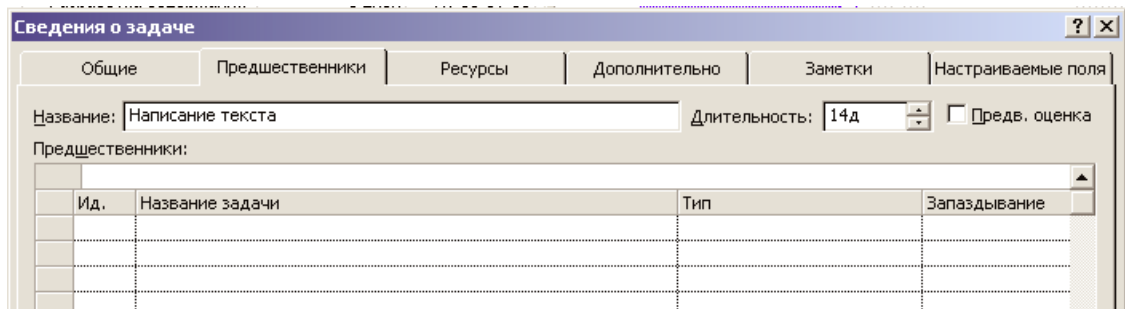 Сведения о задаче
Общие Предшественники Ресурсы Дополнительно Заметки Настраиваемые поля
Название: Написание текста Длительность: 14д Предв. оценка
Предшественники:
Ид. Название задачи Тип Запаздывание